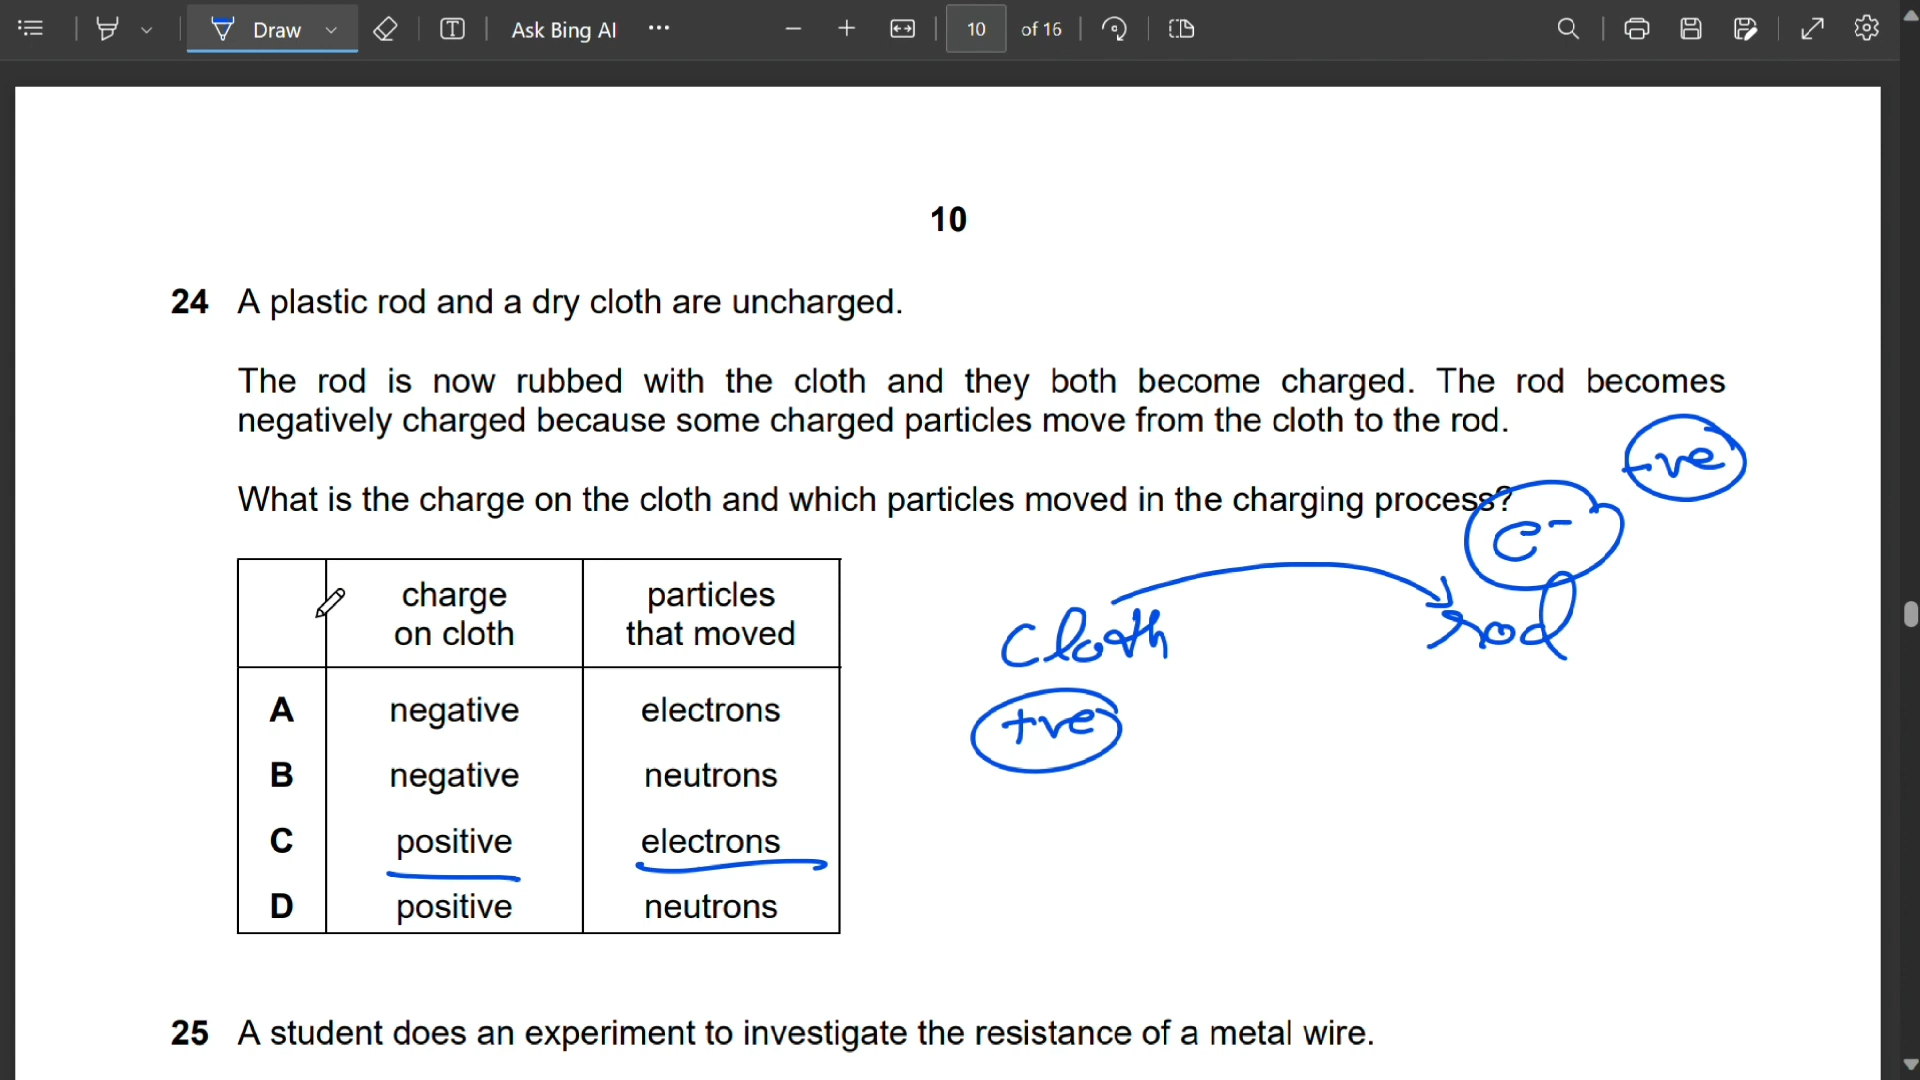 Draw
Ask Bing AI
10
of 16
10
24 A plastic rod and a dry cloth are uncharged.
The rod is now rubbed with the cloth and they both become charged. The rod becomes
negatively charged because some charged particles move from the cloth to the rod.
What is the charge on the cloth and which particles moved in the charging process?
-ve
e-
cloth
rod
+ve
charge
on cloth
particles
that moved
A negative electrons
B negative neutrons
C positive electrons
D positive neutrons
25 A student does an experiment to investigate the resistance of a metal wire.